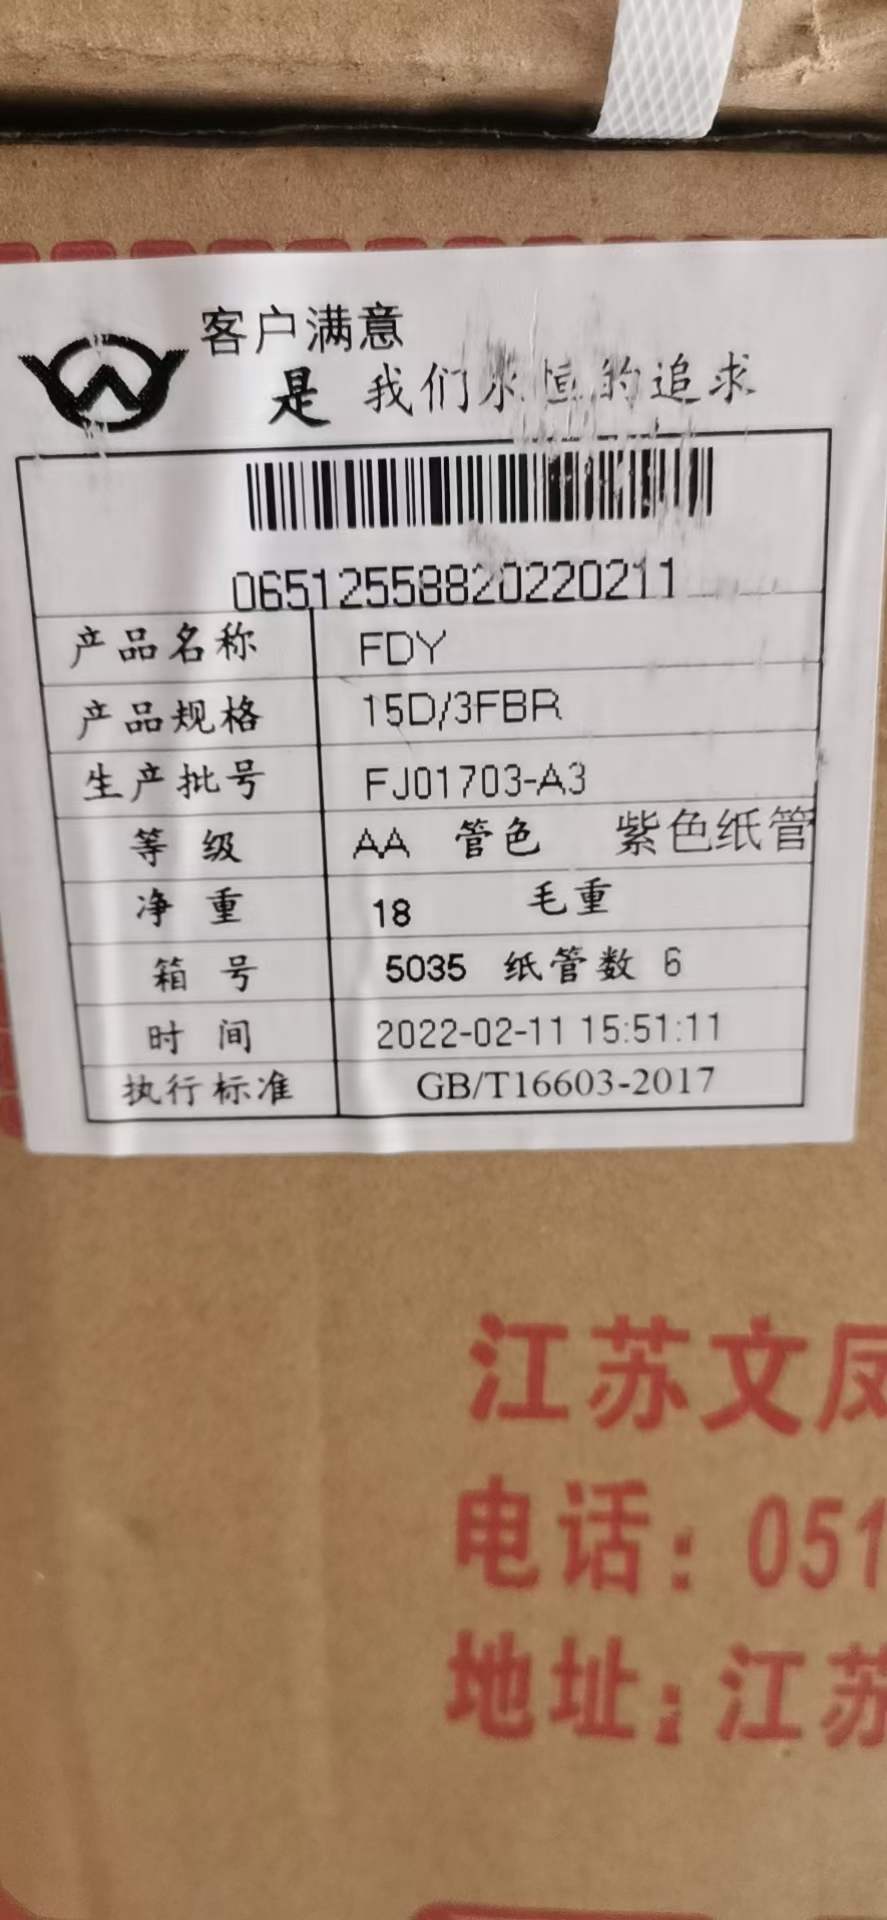 客户满意
是 我们永恒的追求
06512558820220211
产品名称 FDY
产品规格 15D/3FBR
生产批号 FJ01703-A3
等 级 AA 管色 紫色纸管
净 重 18 毛重
箱 号 5035 纸管数 6
时 间 2022-02-11 15:51:11
执行标准 GB/T16603-2017
江苏文凤
电话：051
地址：江苏